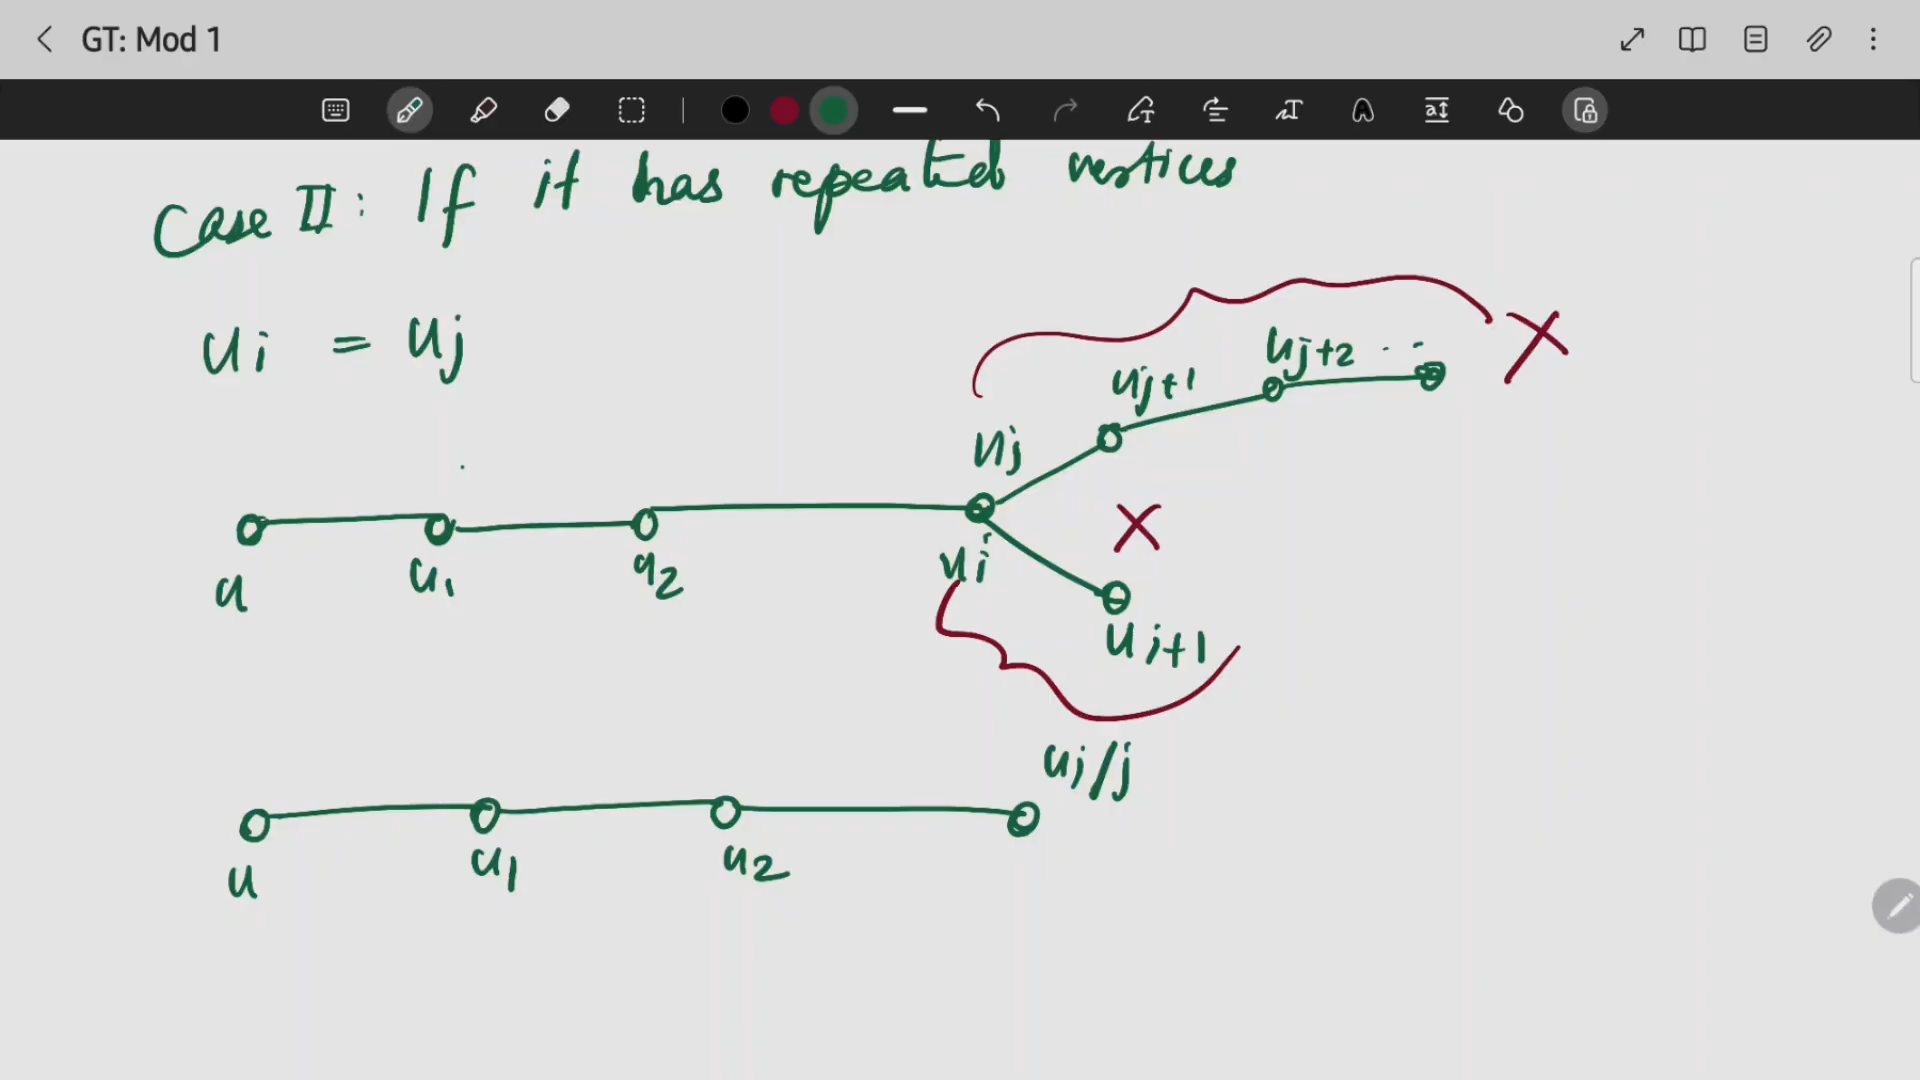 GT: Mod 1
Case II: If it has repeated vertices
ui = uj
uj uj+1 uj+2 ..
u u1 u2 ui
ui+1
ui/j
u u1 u2